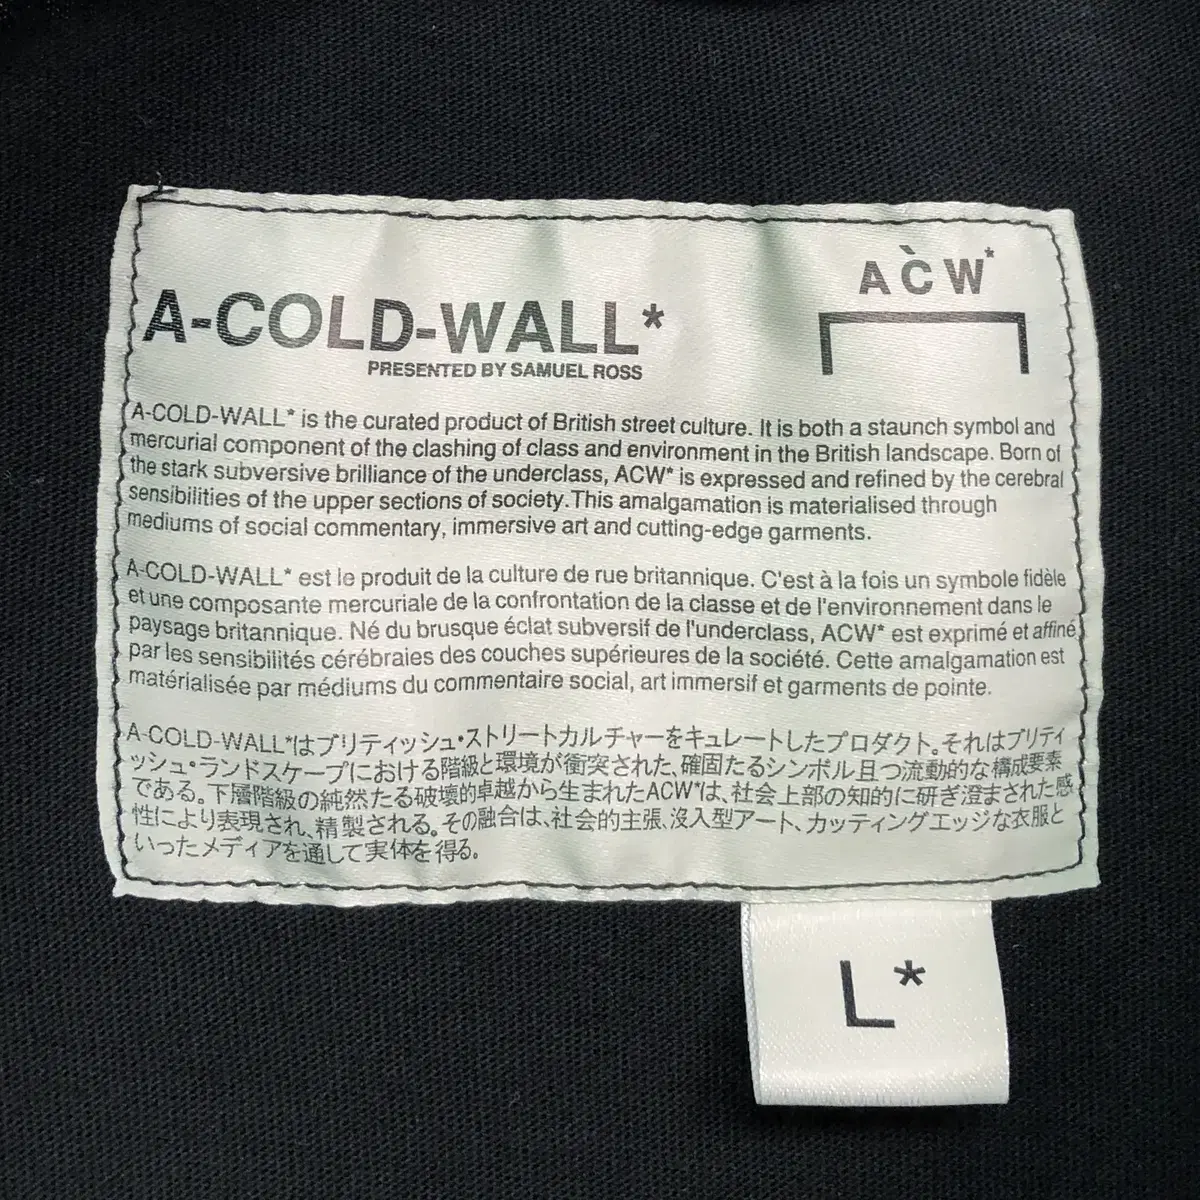 A-COLD-WALL*
PRESENTED BY SAMUEL ROSS
ACW*
A-COLD-WALL* is the curated product of British street culture. It is both a staunch symbol and
mercurial component of the clashing of class and environment in the British landscape. Born of
the stark subversive brilliance of the underclass, ACW* is expressed and refined by the cerebral
sensibilities of the upper sections of society.This amalgamation is materialised through
mediums of social commentary, immersive art and cutting-edge garments.
A-COLD-WALL* est le produit de la culture de rue britannique. C'est à la fois un symbole fidèle
et une composante mercuriale de la confrontation de la classe et de l'environnement dans le
paysage britannique. Né du brusque éclat subversif de l'underclass, ACW* est exprimé et affiné
par les sensibilités cérébraies des couches supérieures de la société. Cette amalgamation est
matérialisée par médiums du commentaire social, art immersif et garments de pointe.
A-COLD-WALL*はブリティッシュ・ストリートカルチャーをキュレートしたプロダクト。それはブリティ
ッシュ・ランドスケープにおける階級と環境が衝突された、確固たるシンボル且つ流動的な構成要素
である。下層階級の純然たる破壊的卓越から生まれたACW*は、社会上部の知的に研ぎ澄まされた感
性により表現され、精製される。その融合は、社会的主張、没入型アート、カッティングエッジな衣服と
いったメディアを通して実体を得る。
L*